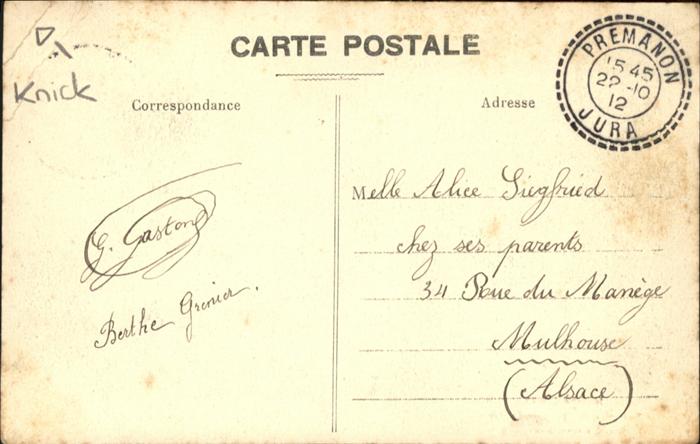 CARTE POSTALE
Knick
Correspondance
Adresse
PREMANON
15 45
22 -10
12
JURA
G. Gaston
Berthe Grenier.
Melle Alice Siegfried
chez ses parents
34 Rue du Manège
Mulhouse
(Alsace)